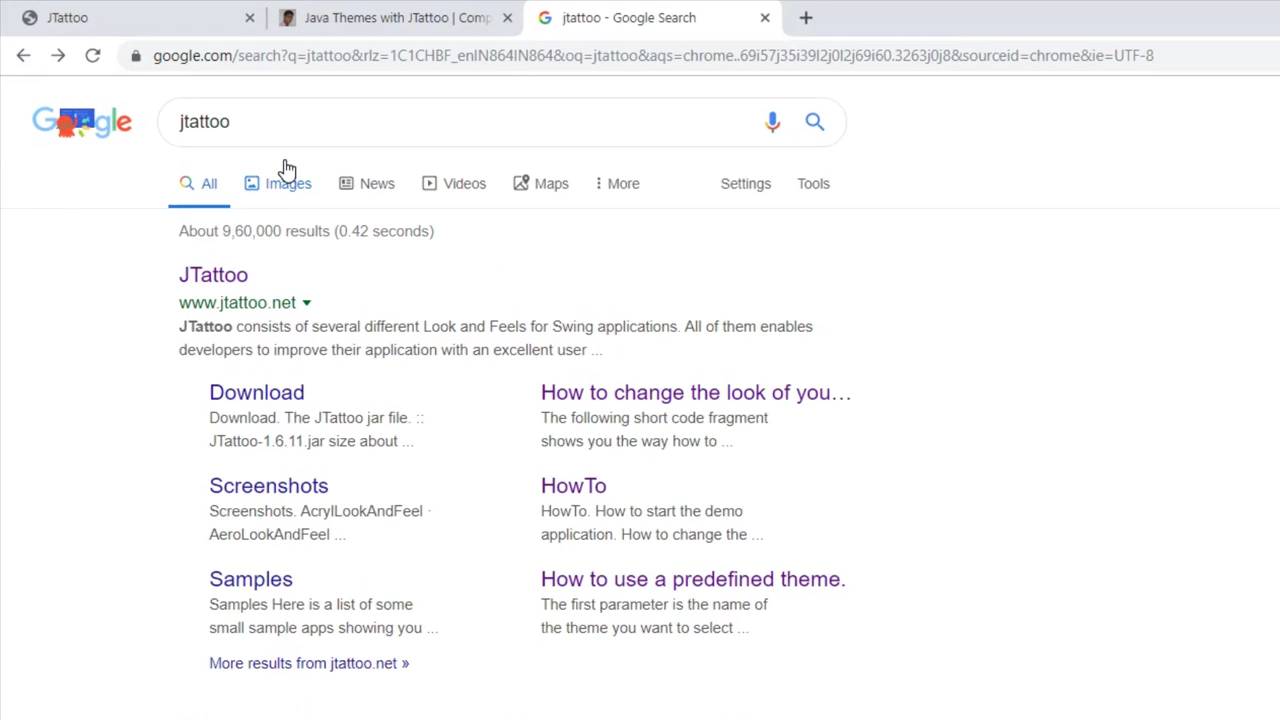 JTattoo
Java Themes with JTattoo | Comp
jtattoo - Google Search
google.com/search?q=jtattoo&rlz=1C1CHBF_enIN864IN864&oq=jtattoo&aqs=chrome..69i57j35i39l2j0l2j69i60.3263j0j8&sourceid=chrome&ie=UTF-8
Google
jtattoo
All
Images
News
Videos
Maps
More
Settings
Tools
About 9,60,000 results (0.42 seconds)
JTattoo
www.jtattoo.net
JTattoo consists of several different Look and Feels for Swing applications. All of them enables
developers to improve their application with an excellent user ...
Download
Download. The JTattoo jar file. ::
JTattoo-1.6.11.jar size about ...
How to change the look of you...
The following short code fragment
shows you the way how to ...
Screenshots
Screenshots. AcrylLookAndFeel ·
AeroLookAndFeel ...
HowTo
HowTo. How to start the demo
application. How to change the ...
Samples
Samples Here is a list of some
small sample apps showing you ...
How to use a predefined theme.
The first parameter is the name of
the theme you want to select ...
More results from jtattoo.net »